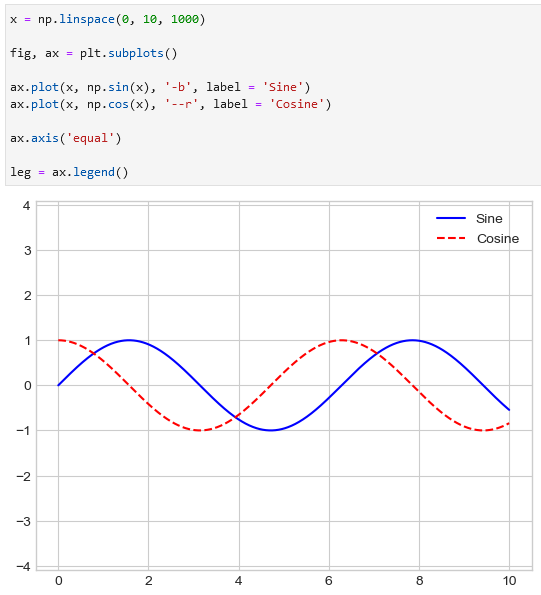 x = np.linspace(0, 10, 1000)
fig, ax = plt.subplots()
ax.plot(x, np.sin(x), '-b', label = 'Sine')
ax.plot(x, np.cos(x), '--r', label = 'Cosine')
ax.axis('equal')
leg = ax.legend()
Sine
Cosine
4
3
2
1
0
−1
−2
−3
−4
0 2 4 6 8 10